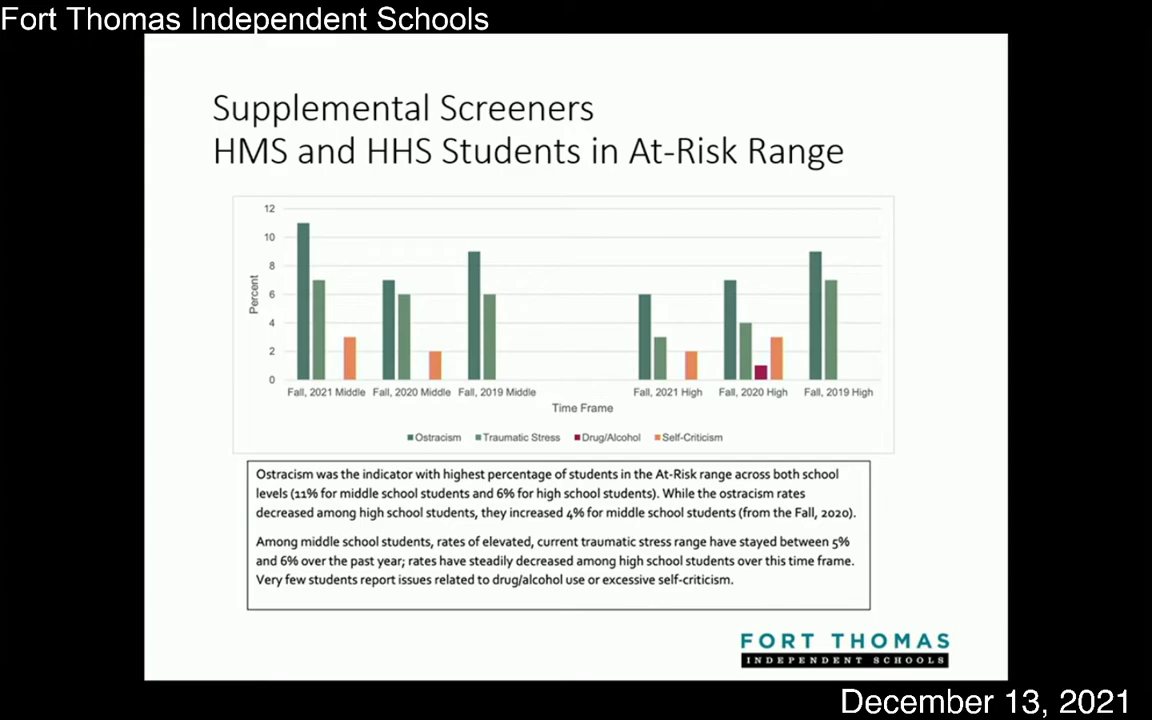 Fort Thomas Independent Schools
Supplemental Screeners
HMS and HHS Students in At-Risk Range
12
10
8
6
4
2
0
Percent
Fall, 2021 Middle
Fall, 2020 Middle
Fall, 2019 Middle
Fall, 2021 High
Fall, 2020 High
Fall, 2019 High
Time Frame
Ostracism
Traumatic Stress
Drug/Alcohol
Self-Criticism
Ostracism was the indicator with highest percentage of students in the At-Risk range across both school
levels (11% for middle school students and 6% for high school students). While the ostracism rates
decreased among high school students, they increased 4% for middle school students (from the Fall, 2020).
Among middle school students, rates of elevated, current traumatic stress range have stayed between 5%
and 6% over the past year; rates have steadily decreased among high school students over this time frame.
Very few students report issues related to drug/alcohol use or excessive self-criticism.
FORT THOMAS
INDEPENDENT SCHOOLS
December 13, 2021